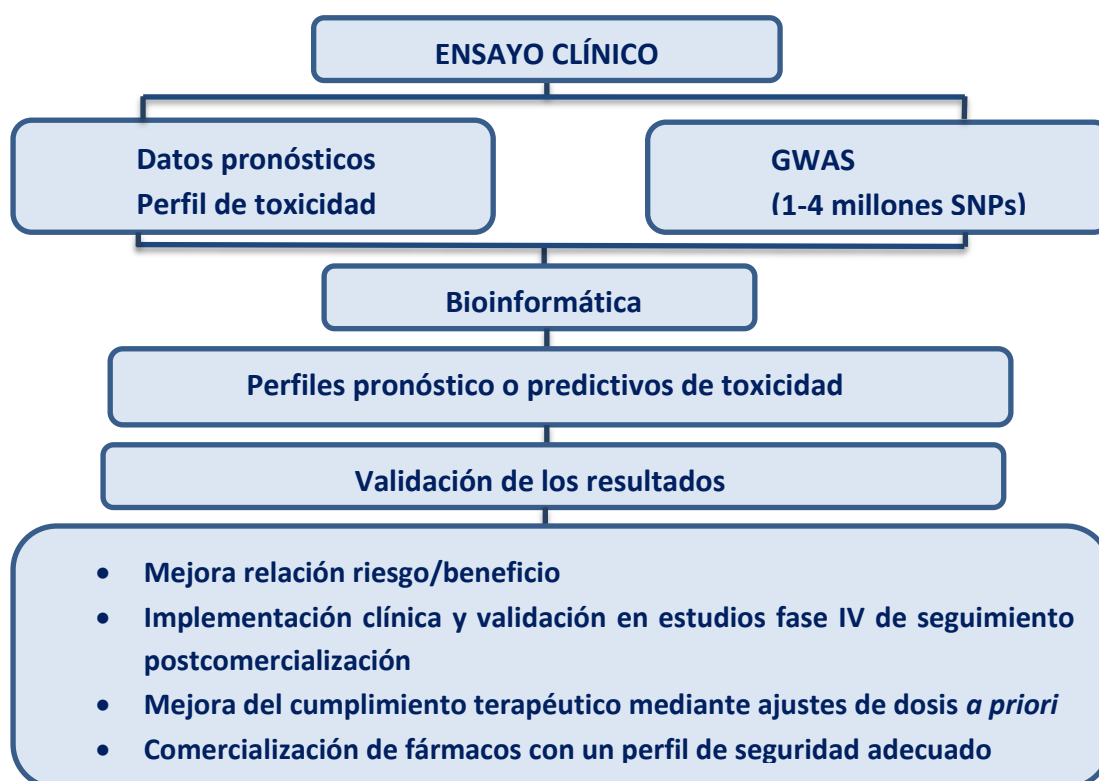 ENSAYO CLÍNICO
Datos pronósticos
Perfil de toxicidad
GWAS
(1-4 millones SNPs)
Bioinformática
Perfiles pronóstico o predictivos de toxicidad
Validación de los resultados
• Mejora relación riesgo/beneficio
• Implementación clínica y validación en estudios fase IV de seguimiento
postcomercialización
• Mejora del cumplimiento terapéutico mediante ajustes de dosis a priori
• Comercialización de fármacos con un perfil de seguridad adecuado